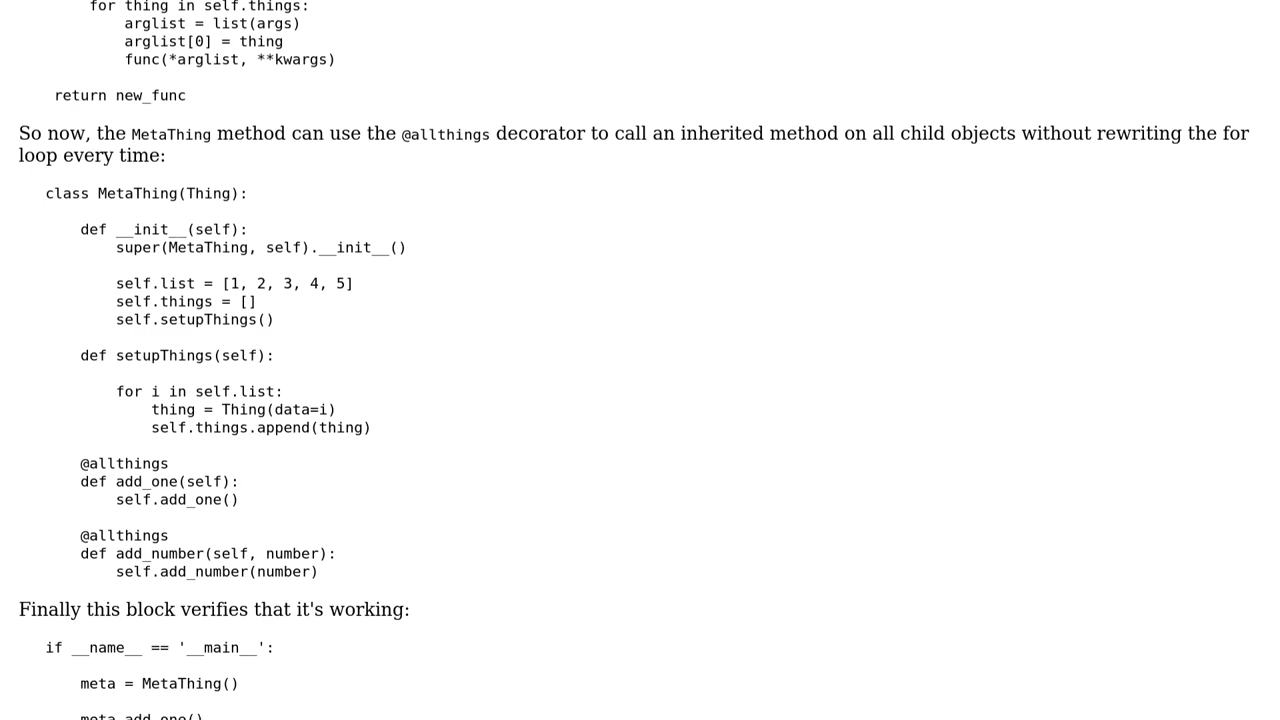 for thing in self.things:
arglist = list(args)
arglist[0] = thing
func(*arglist, **kwargs)
return new_func
So now, the MetaThing method can use the @allthings decorator to call an inherited method on all child objects without rewriting the for
loop every time:
class MetaThing(Thing):
def __init__(self):
super(MetaThing, self).__init__()
self.list = [1, 2, 3, 4, 5]
self.things = []
self.setupThings()
def setupThings(self):
for i in self.list:
thing = Thing(data=i)
self.things.append(thing)
@allthings
def add_one(self):
self.add_one()
@allthings
def add_number(self, number):
self.add_number(number)
Finally this block verifies that it's working:
if __name__ == '__main__':
meta = MetaThing()
meta.add_one()